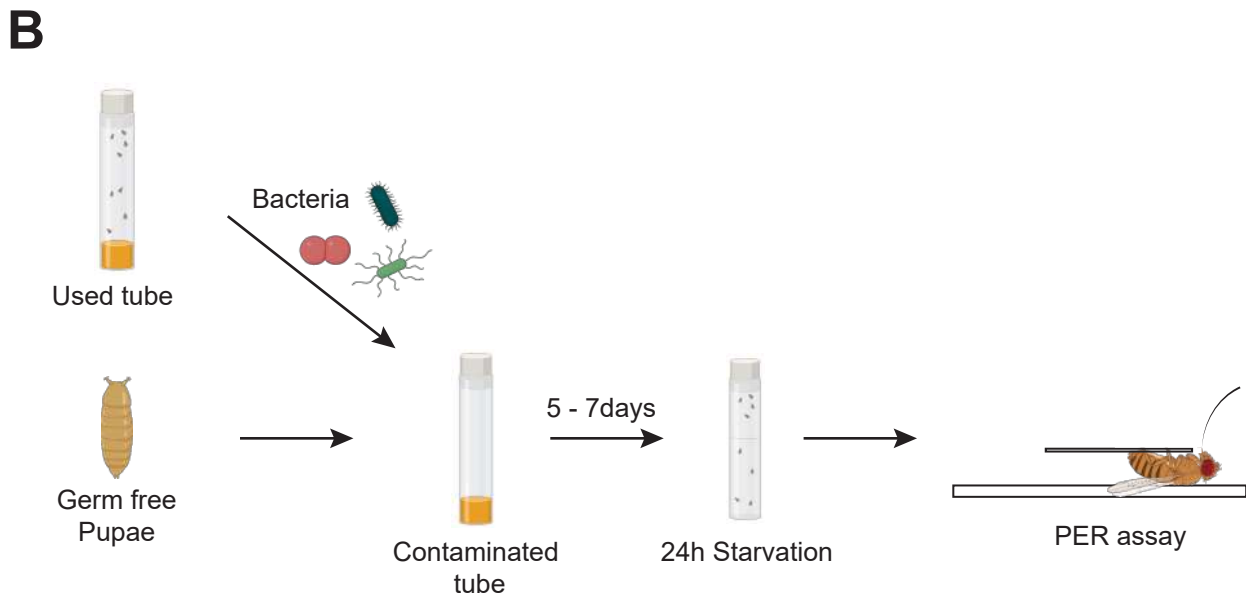 B
Bacteria
Used tube
Germ free
Pupae
Contaminated
tube
5 - 7days
24h Starvation
PER assay